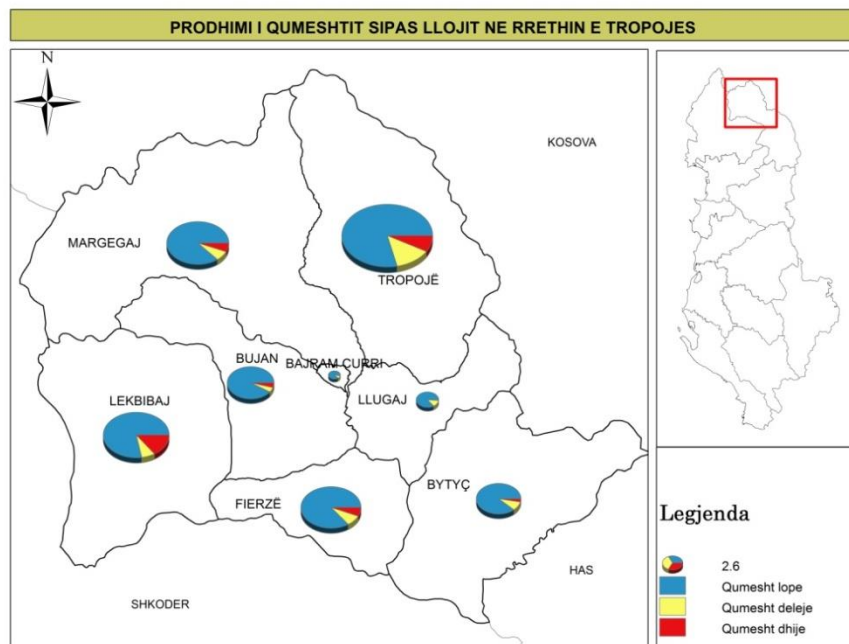 PRODHIMI I QUMESHTIT SIPAS LLOJIT NE RRETHIN E TROPOJES
N
KOSOVA
MARGEGAJ
TROPOJË
BUJAN
BAJRAM CURRI
LLUGAJ
LEKBIBAJ
BYTYÇ
FIERZË
HAS
SHKODER
Legjenda
2.6
Qumesht lope
Qumesht deleje
Qumesht dhije